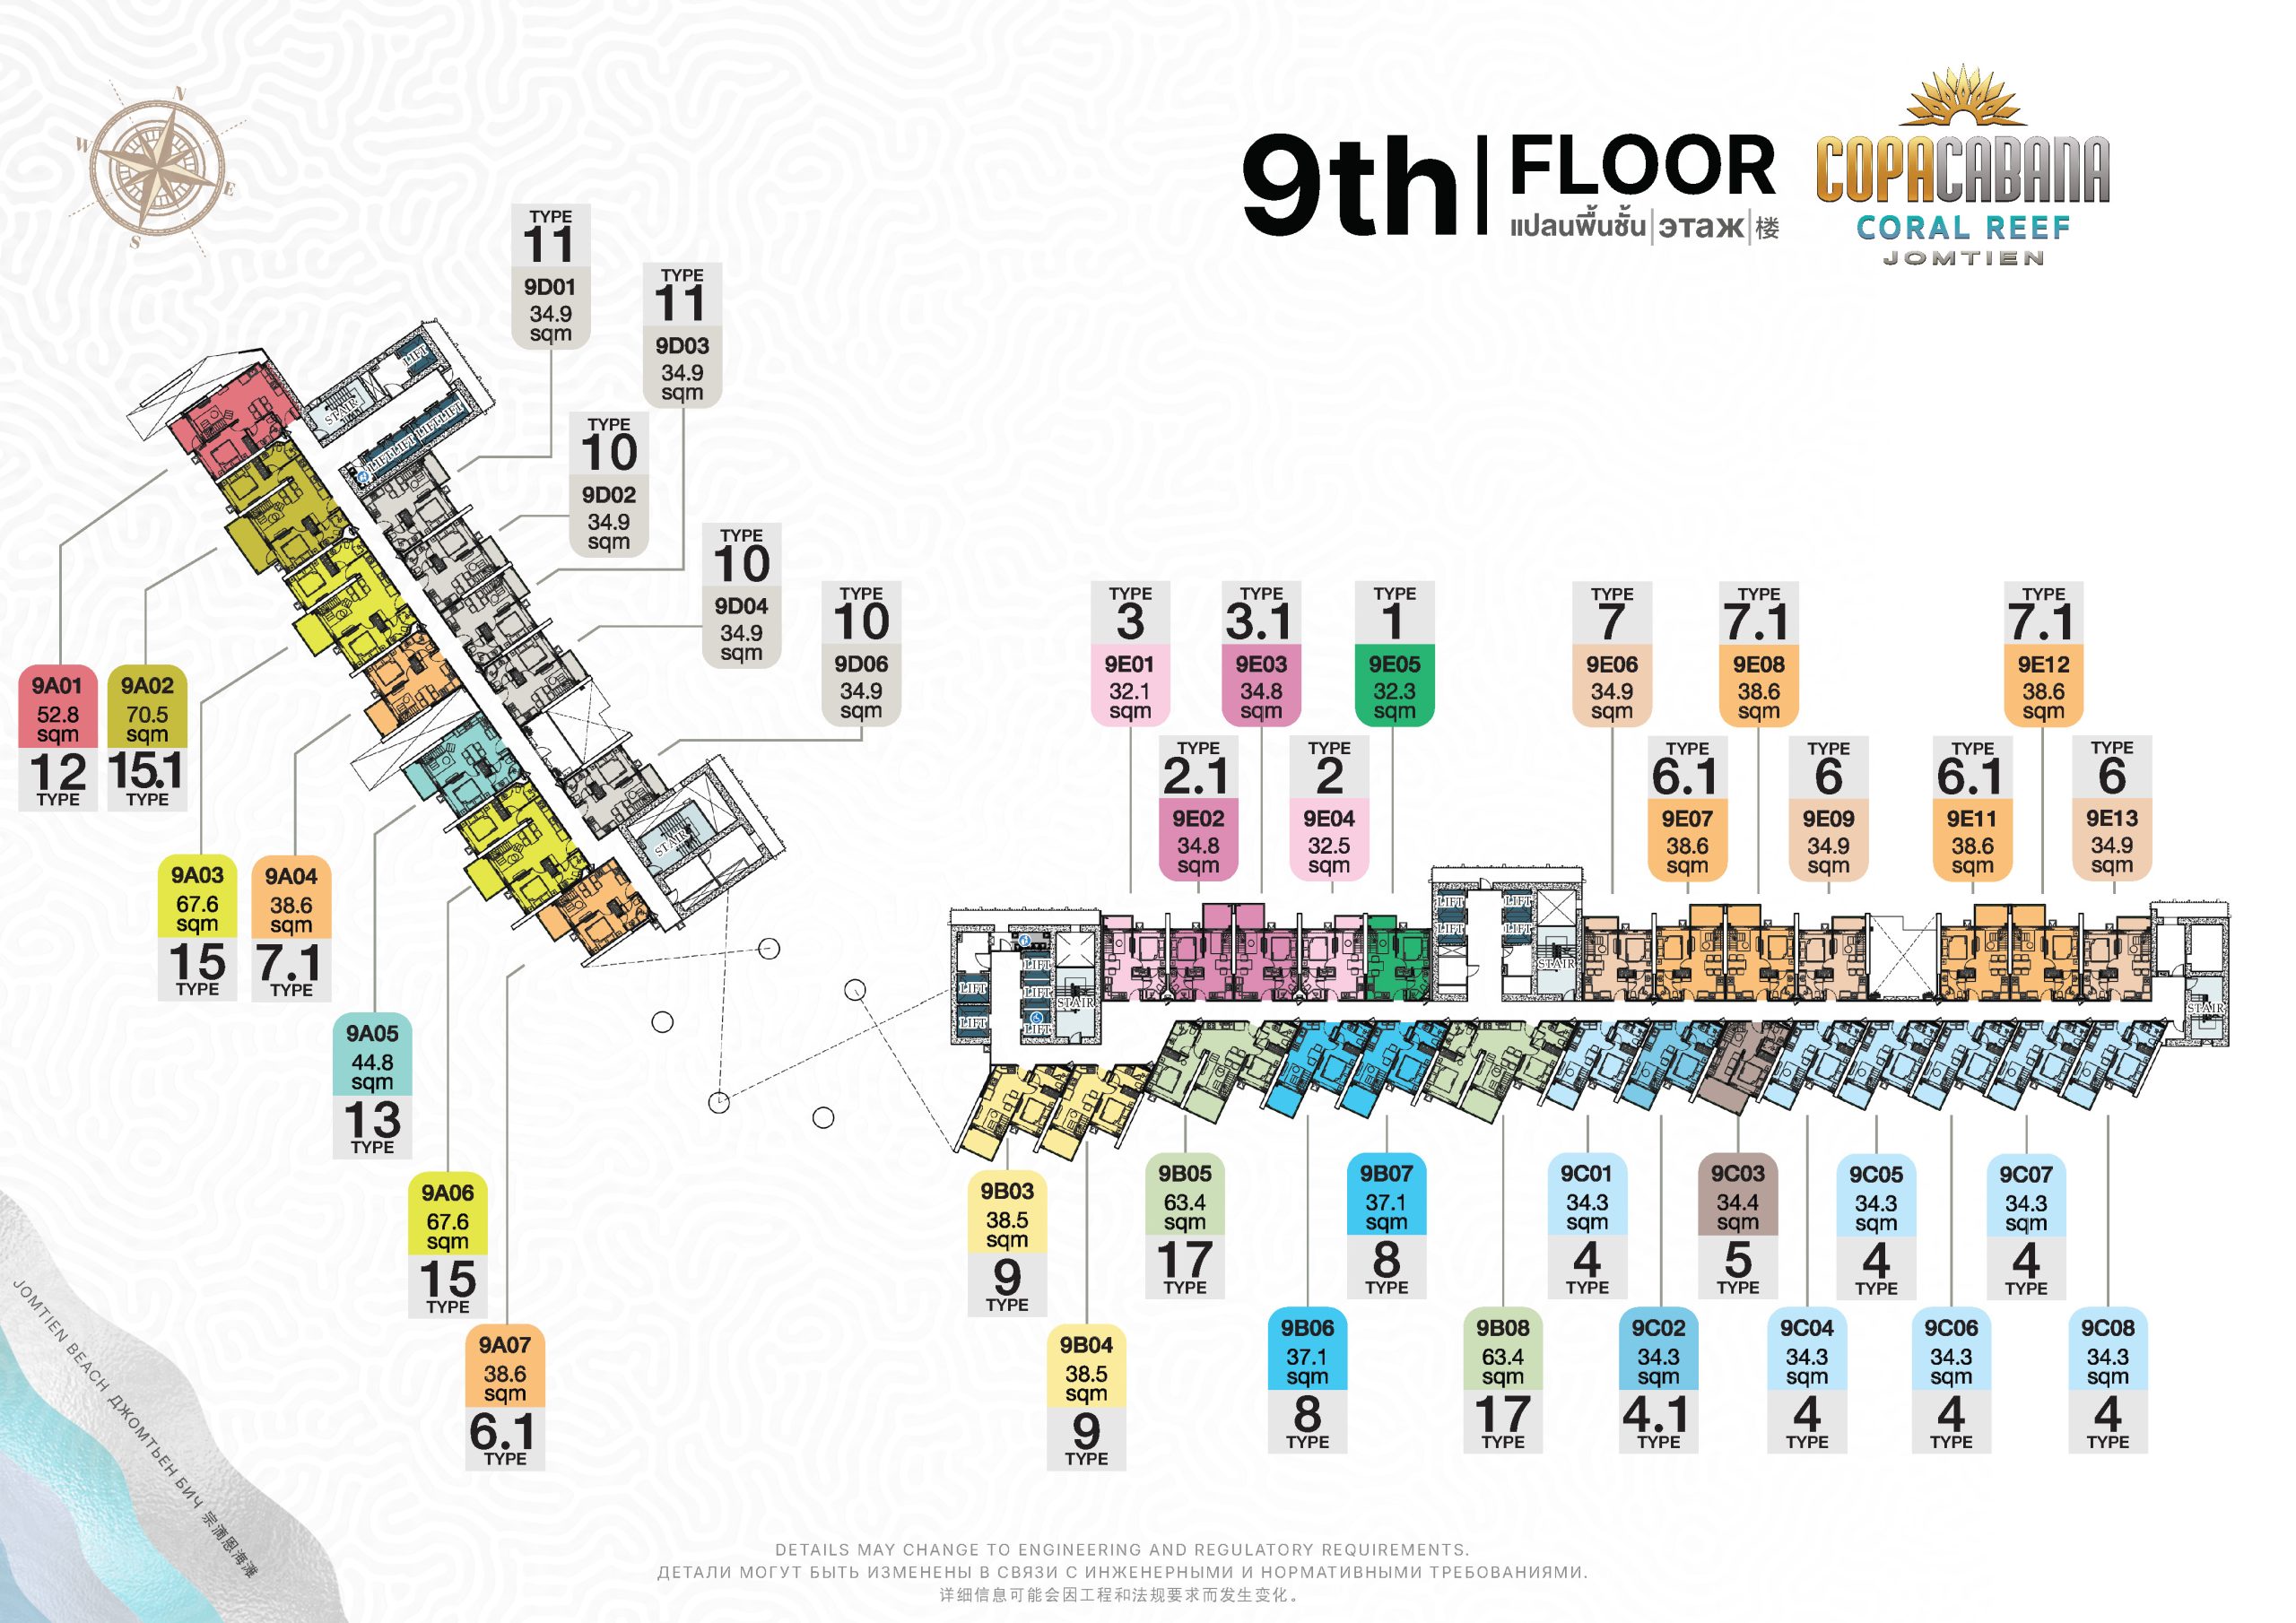 N
W
E
S
9th
FLOOR
แปลนพื้นชั้น|этаж|楼
COPACABANA
CORAL REEF
JOMTIEN
TYPE
11
9D01
34.9
sqm
TYPE
11
9D03
34.9
sqm
TYPE
10
9D02
34.9
sqm
TYPE
10
9D04
34.9
sqm
TYPE
10
9D06
34.9
sqm
LIFT
STAIR
LIFT LIFT LIFT LIFT
STAIR
9A01
52.8
sqm
12
TYPE
9A02
70.5
sqm
15.1
TYPE
9A03
67.6
sqm
15
TYPE
9A04
38.6
sqm
7.1
TYPE
9A05
44.8
sqm
13
TYPE
9A06
67.6
sqm
15
TYPE
9A07
38.6
sqm
6.1
TYPE
TYPE
3
9E01
32.1
sqm
TYPE
2.1
9E02
34.8
sqm
TYPE
3.1
9E03
34.8
sqm
TYPE
2
9E04
32.5
sqm
TYPE
1
9E05
32.3
sqm
TYPE
7
9E06
34.9
sqm
TYPE
6.1
9E07
38.6
sqm
TYPE
7.1
9E08
38.6
sqm
TYPE
6
9E09
34.9
sqm
TYPE
6.1
9E11
38.6
sqm
TYPE
7.1
9E12
38.6
sqm
TYPE
6
9E13
34.9
sqm
LIFT
LIFT
LIFT
LIFT
LIFT
STAIR
LIFT
LIFT
LIFT
LIFT
STAIR
STAIR
9B03
38.5
sqm
9
TYPE
9B04
38.5
sqm
9
TYPE
9B05
63.4
sqm
17
TYPE
9B06
37.1
sqm
8
TYPE
9B07
37.1
sqm
8
TYPE
9B08
63.4
sqm
17
TYPE
9C01
34.3
sqm
4
TYPE
9C02
34.3
sqm
4.1
TYPE
9C03
34.4
sqm
5
TYPE
9C04
34.3
sqm
4
TYPE
9C05
34.3
sqm
4
TYPE
9C06
34.3
sqm
4
TYPE
9C07
34.3
sqm
4
TYPE
9C08
34.3
sqm
4
TYPE
JOMTIEN BEACH ДЖОМТЬЕН БИЧ 宗滴恩海滩
DETAILS MAY CHANGE TO ENGINEERING AND REGULATORY REQUIREMENTS.
ДЕТАЛИ МОГУТ БЫТЬ ИЗМЕНЕНЫ В СВЯЗИ С ИНЖЕНЕРНЫМИ И НОРМАТИВНЫМИ ТРЕБОВАНИЯМИ.
详细信息可能会因工程和法规要求而发生变化。